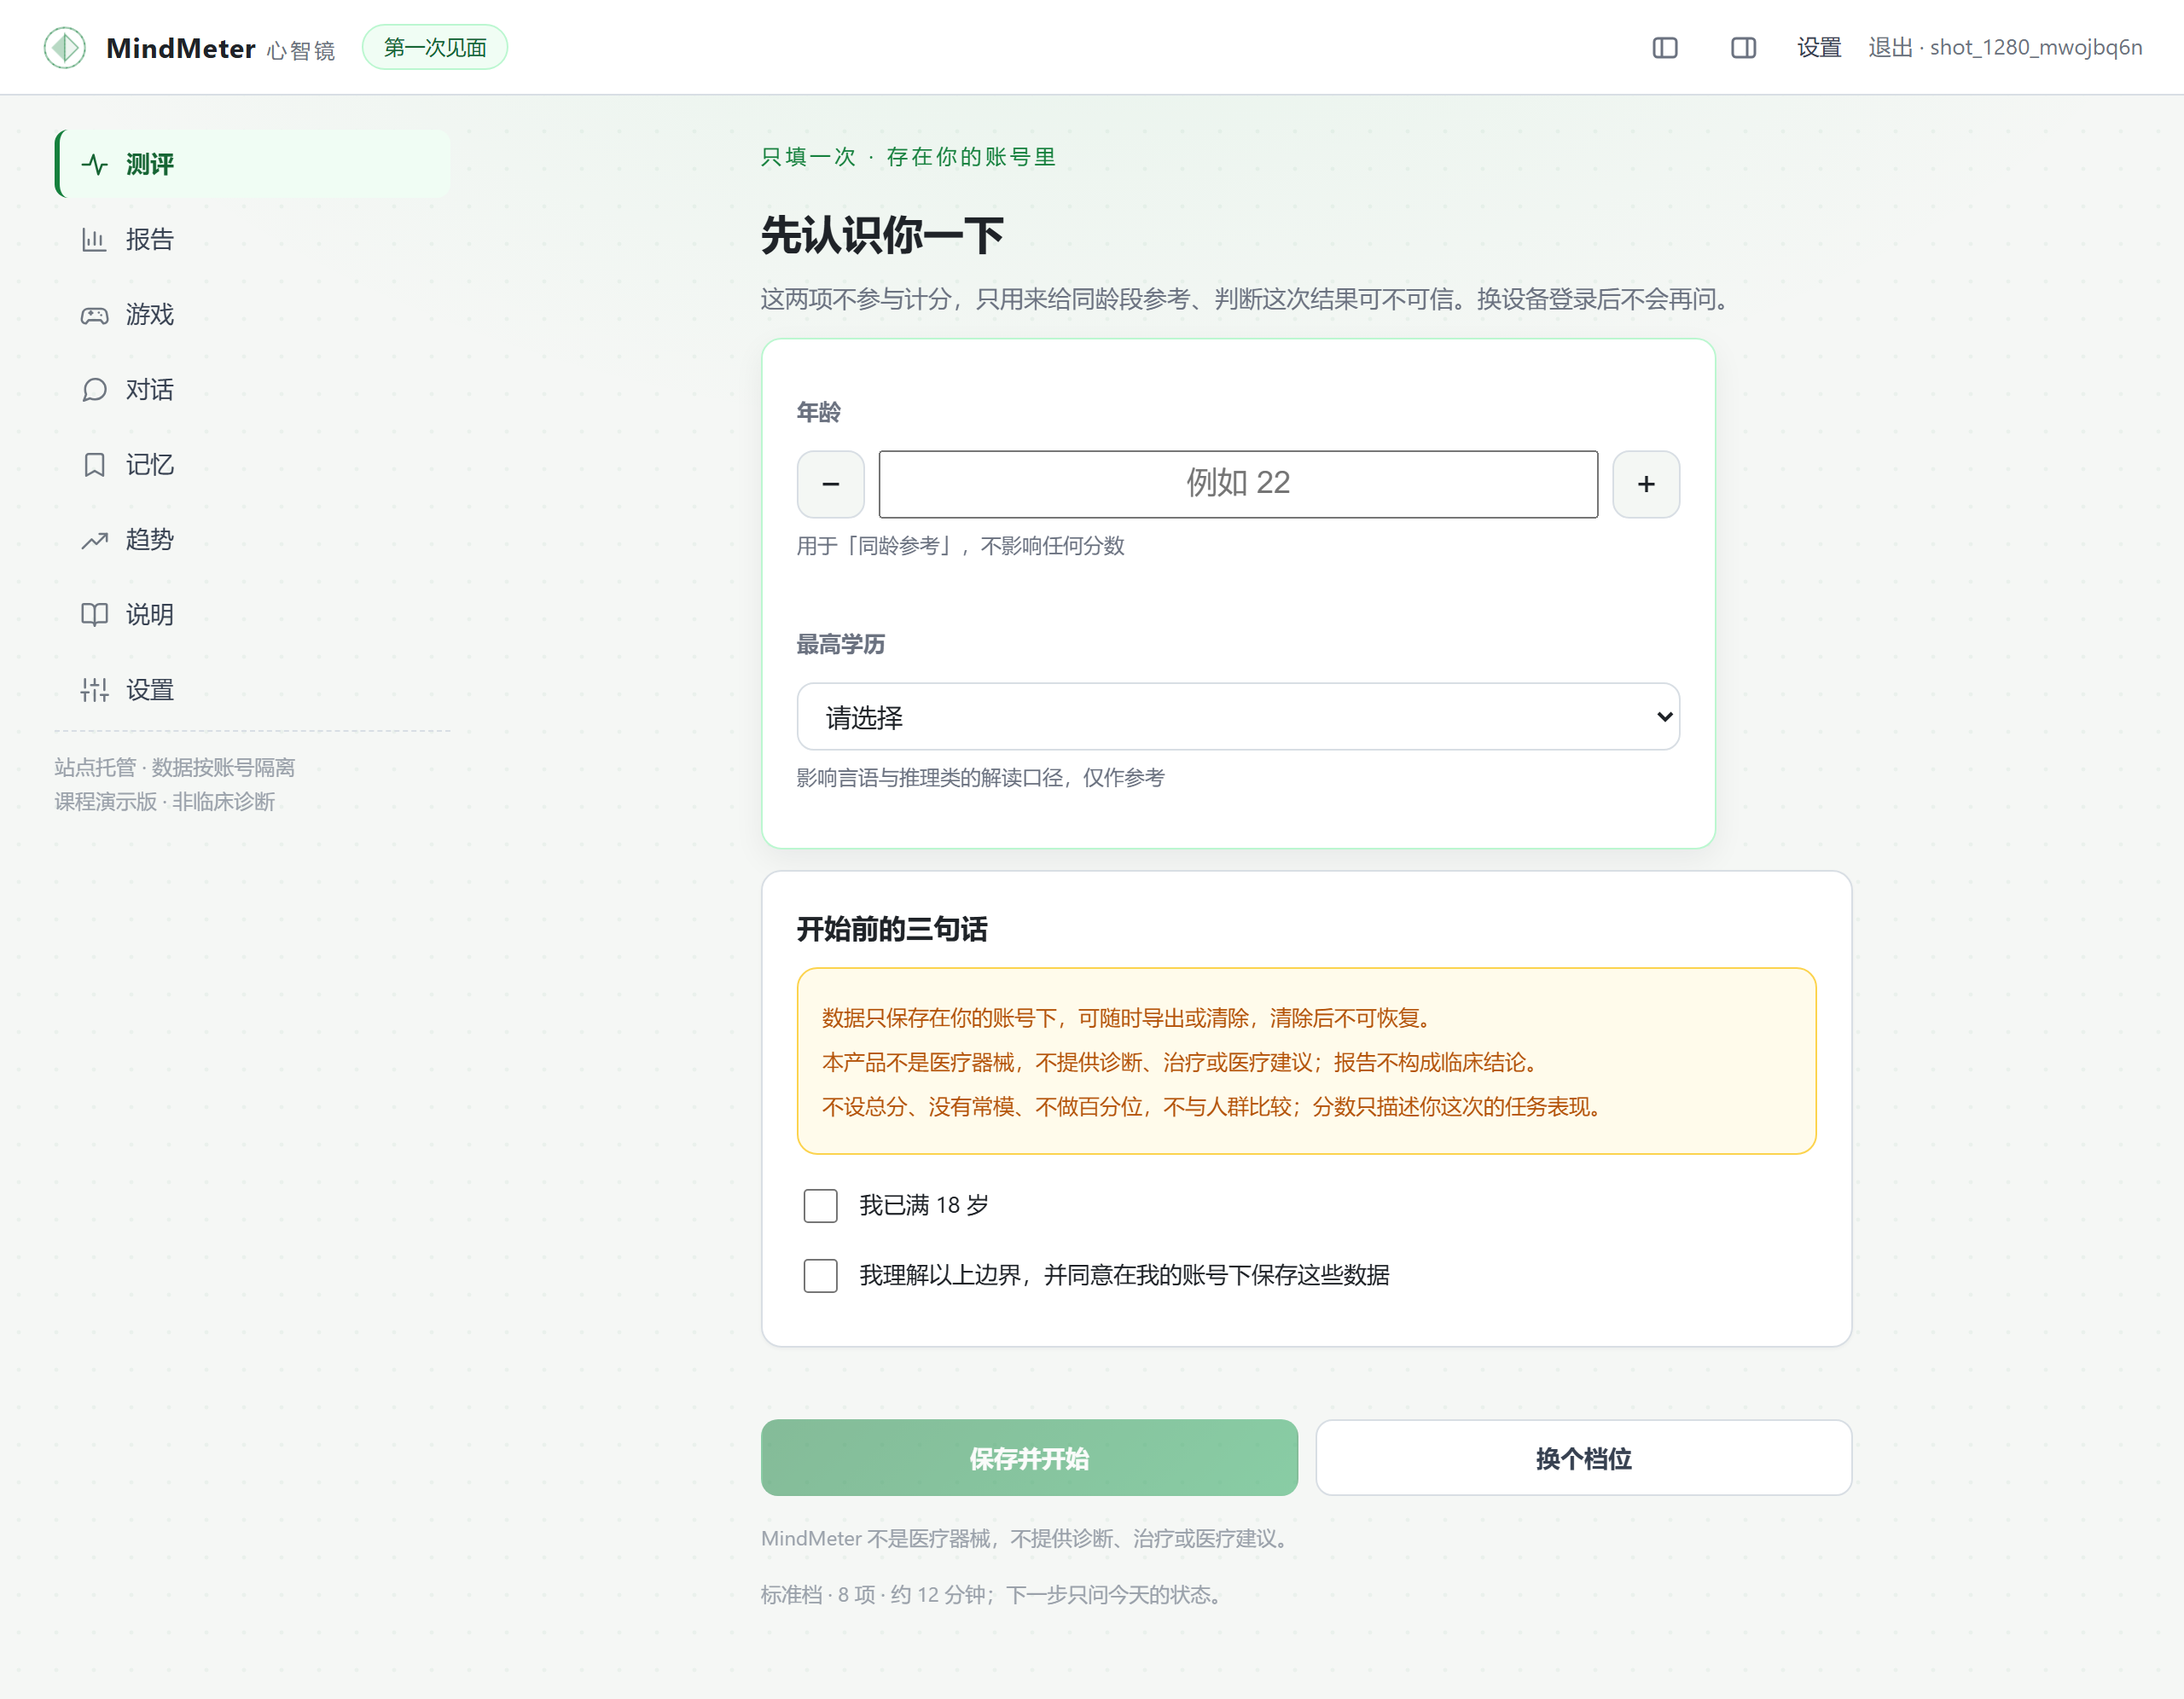 MindMeter 心智镜 第一次见面 设置 退出 · shot_1280_mwojbq6n
测评
报告
游戏
对话
记忆
趋势
说明
设置
站点托管 · 数据按账号隔离
课程演示版 · 非临床诊断
只填一次 · 存在你的账号里
先认识你一下
这两项不参与计分，只用来给同龄段参考、判断这次结果可不可信。换设备登录后不会再问。
年龄
− 例如 22 +
用于「同龄参考」，不影响任何分数
最高学历
请选择
影响言语与推理类的解读口径，仅作参考
开始前的三句话
数据只保存在你的账号下，可随时导出或清除，清除后不可恢复。
本产品不是医疗器械，不提供诊断、治疗或医疗建议；报告不构成临床结论。
不设总分、没有常模、不做百分位，不与人群比较；分数只描述你这次的任务表现。
我已满 18 岁
我理解以上边界，并同意在我的账号下保存这些数据
保存并开始 换个档位
MindMeter 不是医疗器械，不提供诊断、治疗或医疗建议。
标准档 · 8 项 · 约 12 分钟；下一步只问今天的状态。